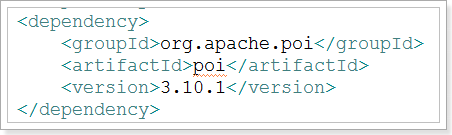 <dependency>
<groupId>org.apache.poi</groupId>
<artifactId>poi</artifactId>
<version>3.10.1</version>
</dependency>